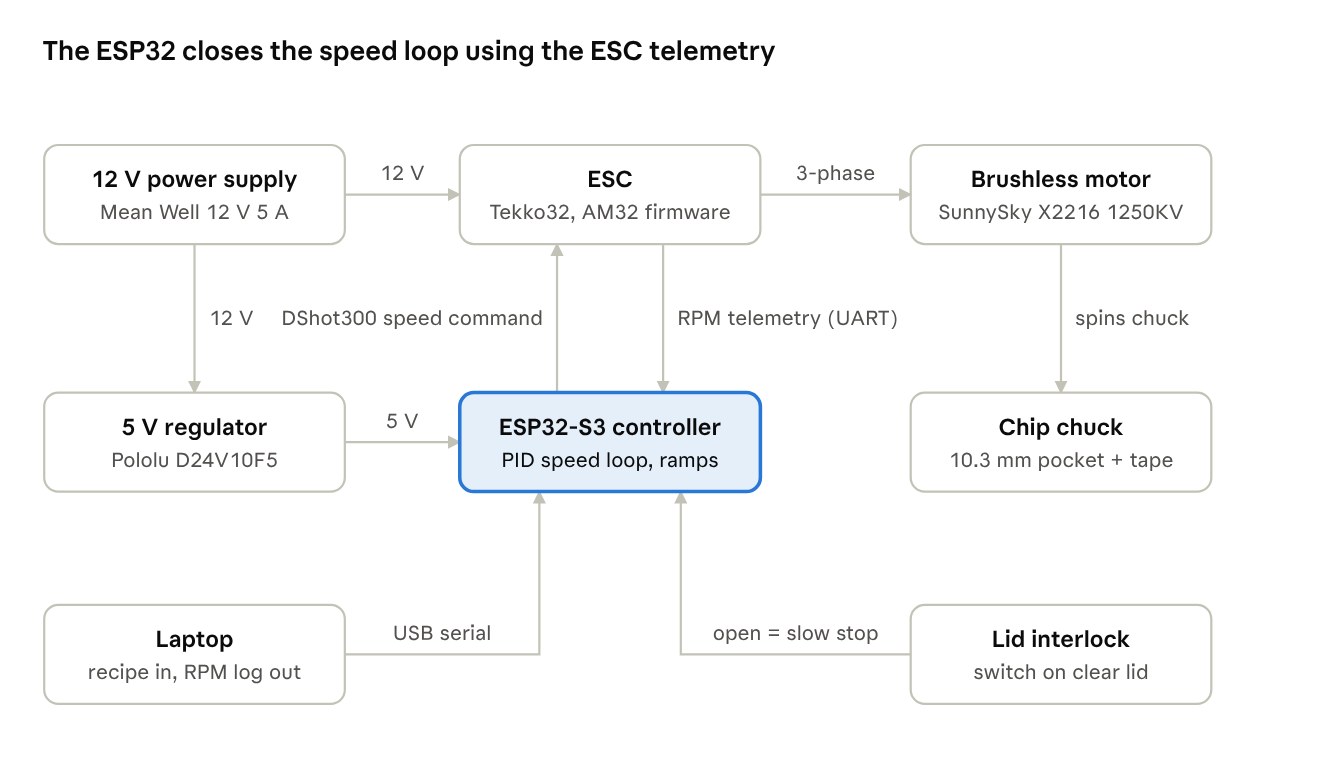 The ESP32 closes the speed loop using the ESC telemetry
12 V power supply
Mean Well 12 V 5 A
12 V
ESC
Tekko32, AM32 firmware
3-phase
Brushless motor
SunnySky X2216 1250KV
12 V
DShot300 speed command
RPM telemetry (UART)
spins chuck
5 V regulator
Pololu D24V10F5
5 V
ESP32-S3 controller
PID speed loop, ramps
Chip chuck
10.3 mm pocket + tape
Laptop
recipe in, RPM log out
USB serial
open = slow stop
Lid interlock
switch on clear lid